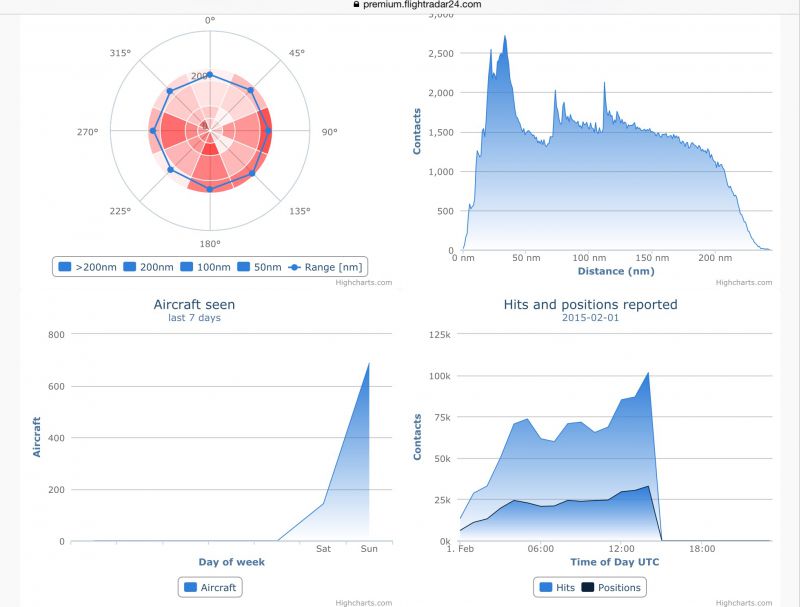 premium.flightradar24.com
0°
315°
45°
200
270°
90°
225°
135°
180°
>200nm 200nm 100nm 50nm Range [nm]
Highcharts.com
3,000
2,500
2,000
1,500
1,000
500
0
Contacts
0 nm 50 nm 100 nm 150 nm 200 nm
Distance (nm)
Highcharts.com
Aircraft seen
last 7 days
800
600
400
200
0
Aircraft
Sat Sun
Day of week
Aircraft
Highcharts.com
Hits and positions reported
2015-02-01
125k
100k
75k
50k
25k
0k
Contacts
1. Feb 06:00 12:00 18:00
Time of Day UTC
Hits Positions
Highcharts.com